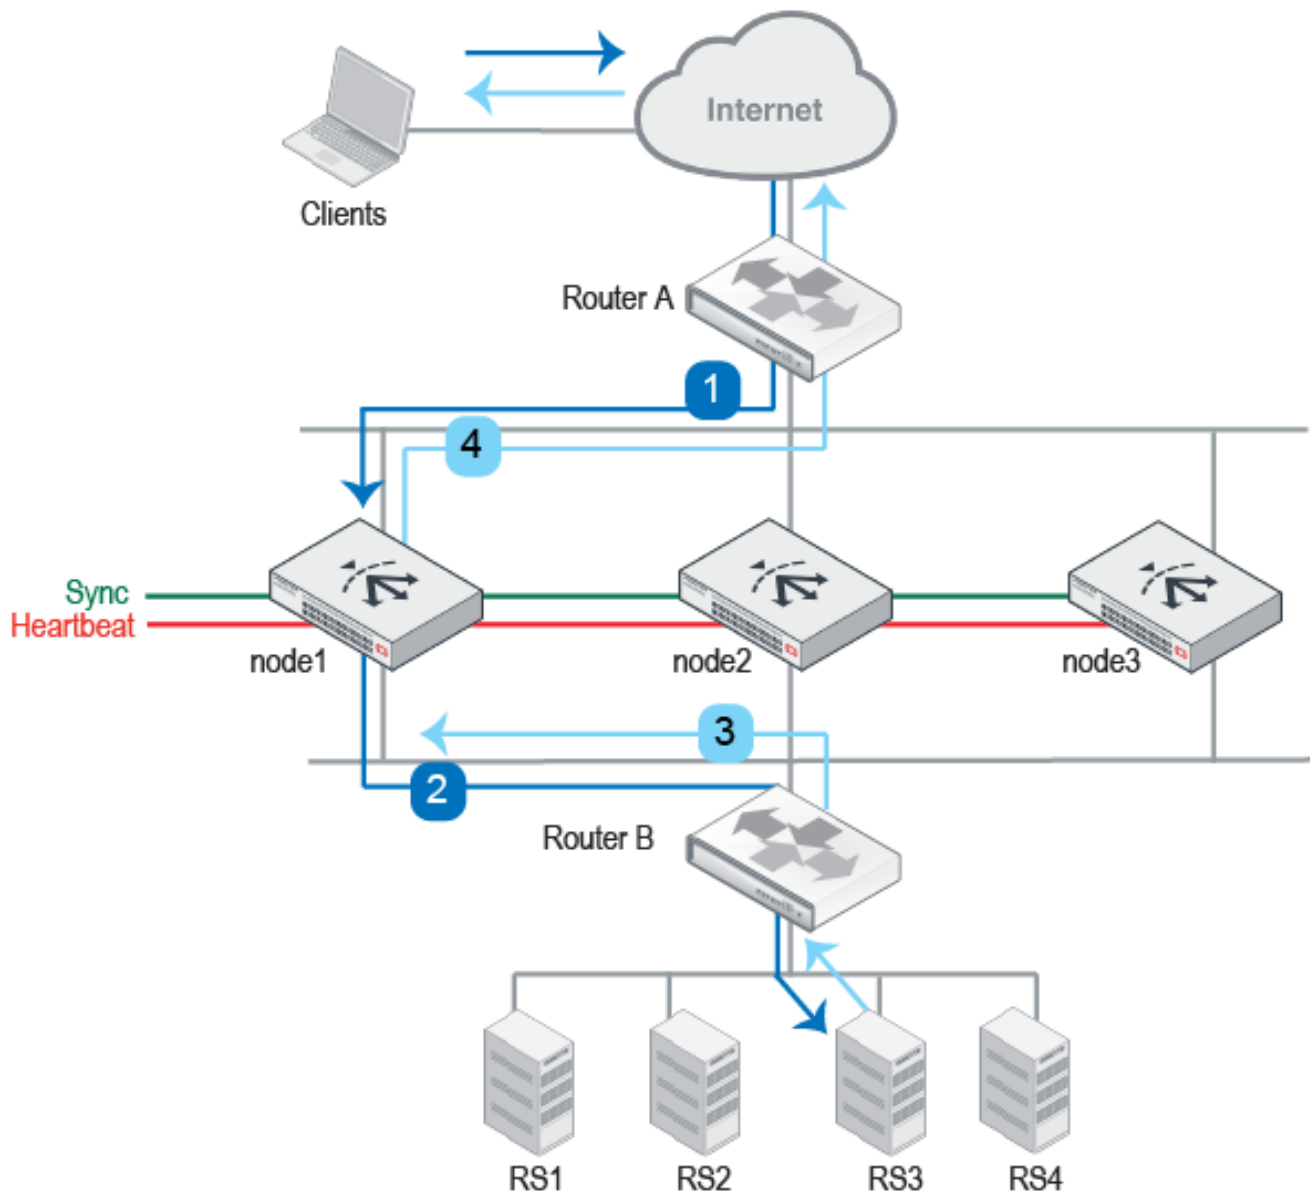 Internet
Clients
Router A
1
4
Sync
Heartbeat
node1
node2
node3
3
2
Router B
RS1
RS2
RS3
RS4